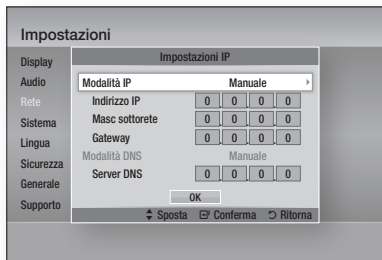 Impostazioni
Display
Audio
Rete
Sistema
Lingua
Sicurezza
Generale
Supporto
Impostazioni IP
Modalità IP Manuale
Indirizzo IP 0 0 0 0
Masc sottorete 0 0 0 0
Gateway 0 0 0 0
Modalità DNS Manuale
Server DNS 0 0 0 0
OK
Sposta Conferma Ritorna